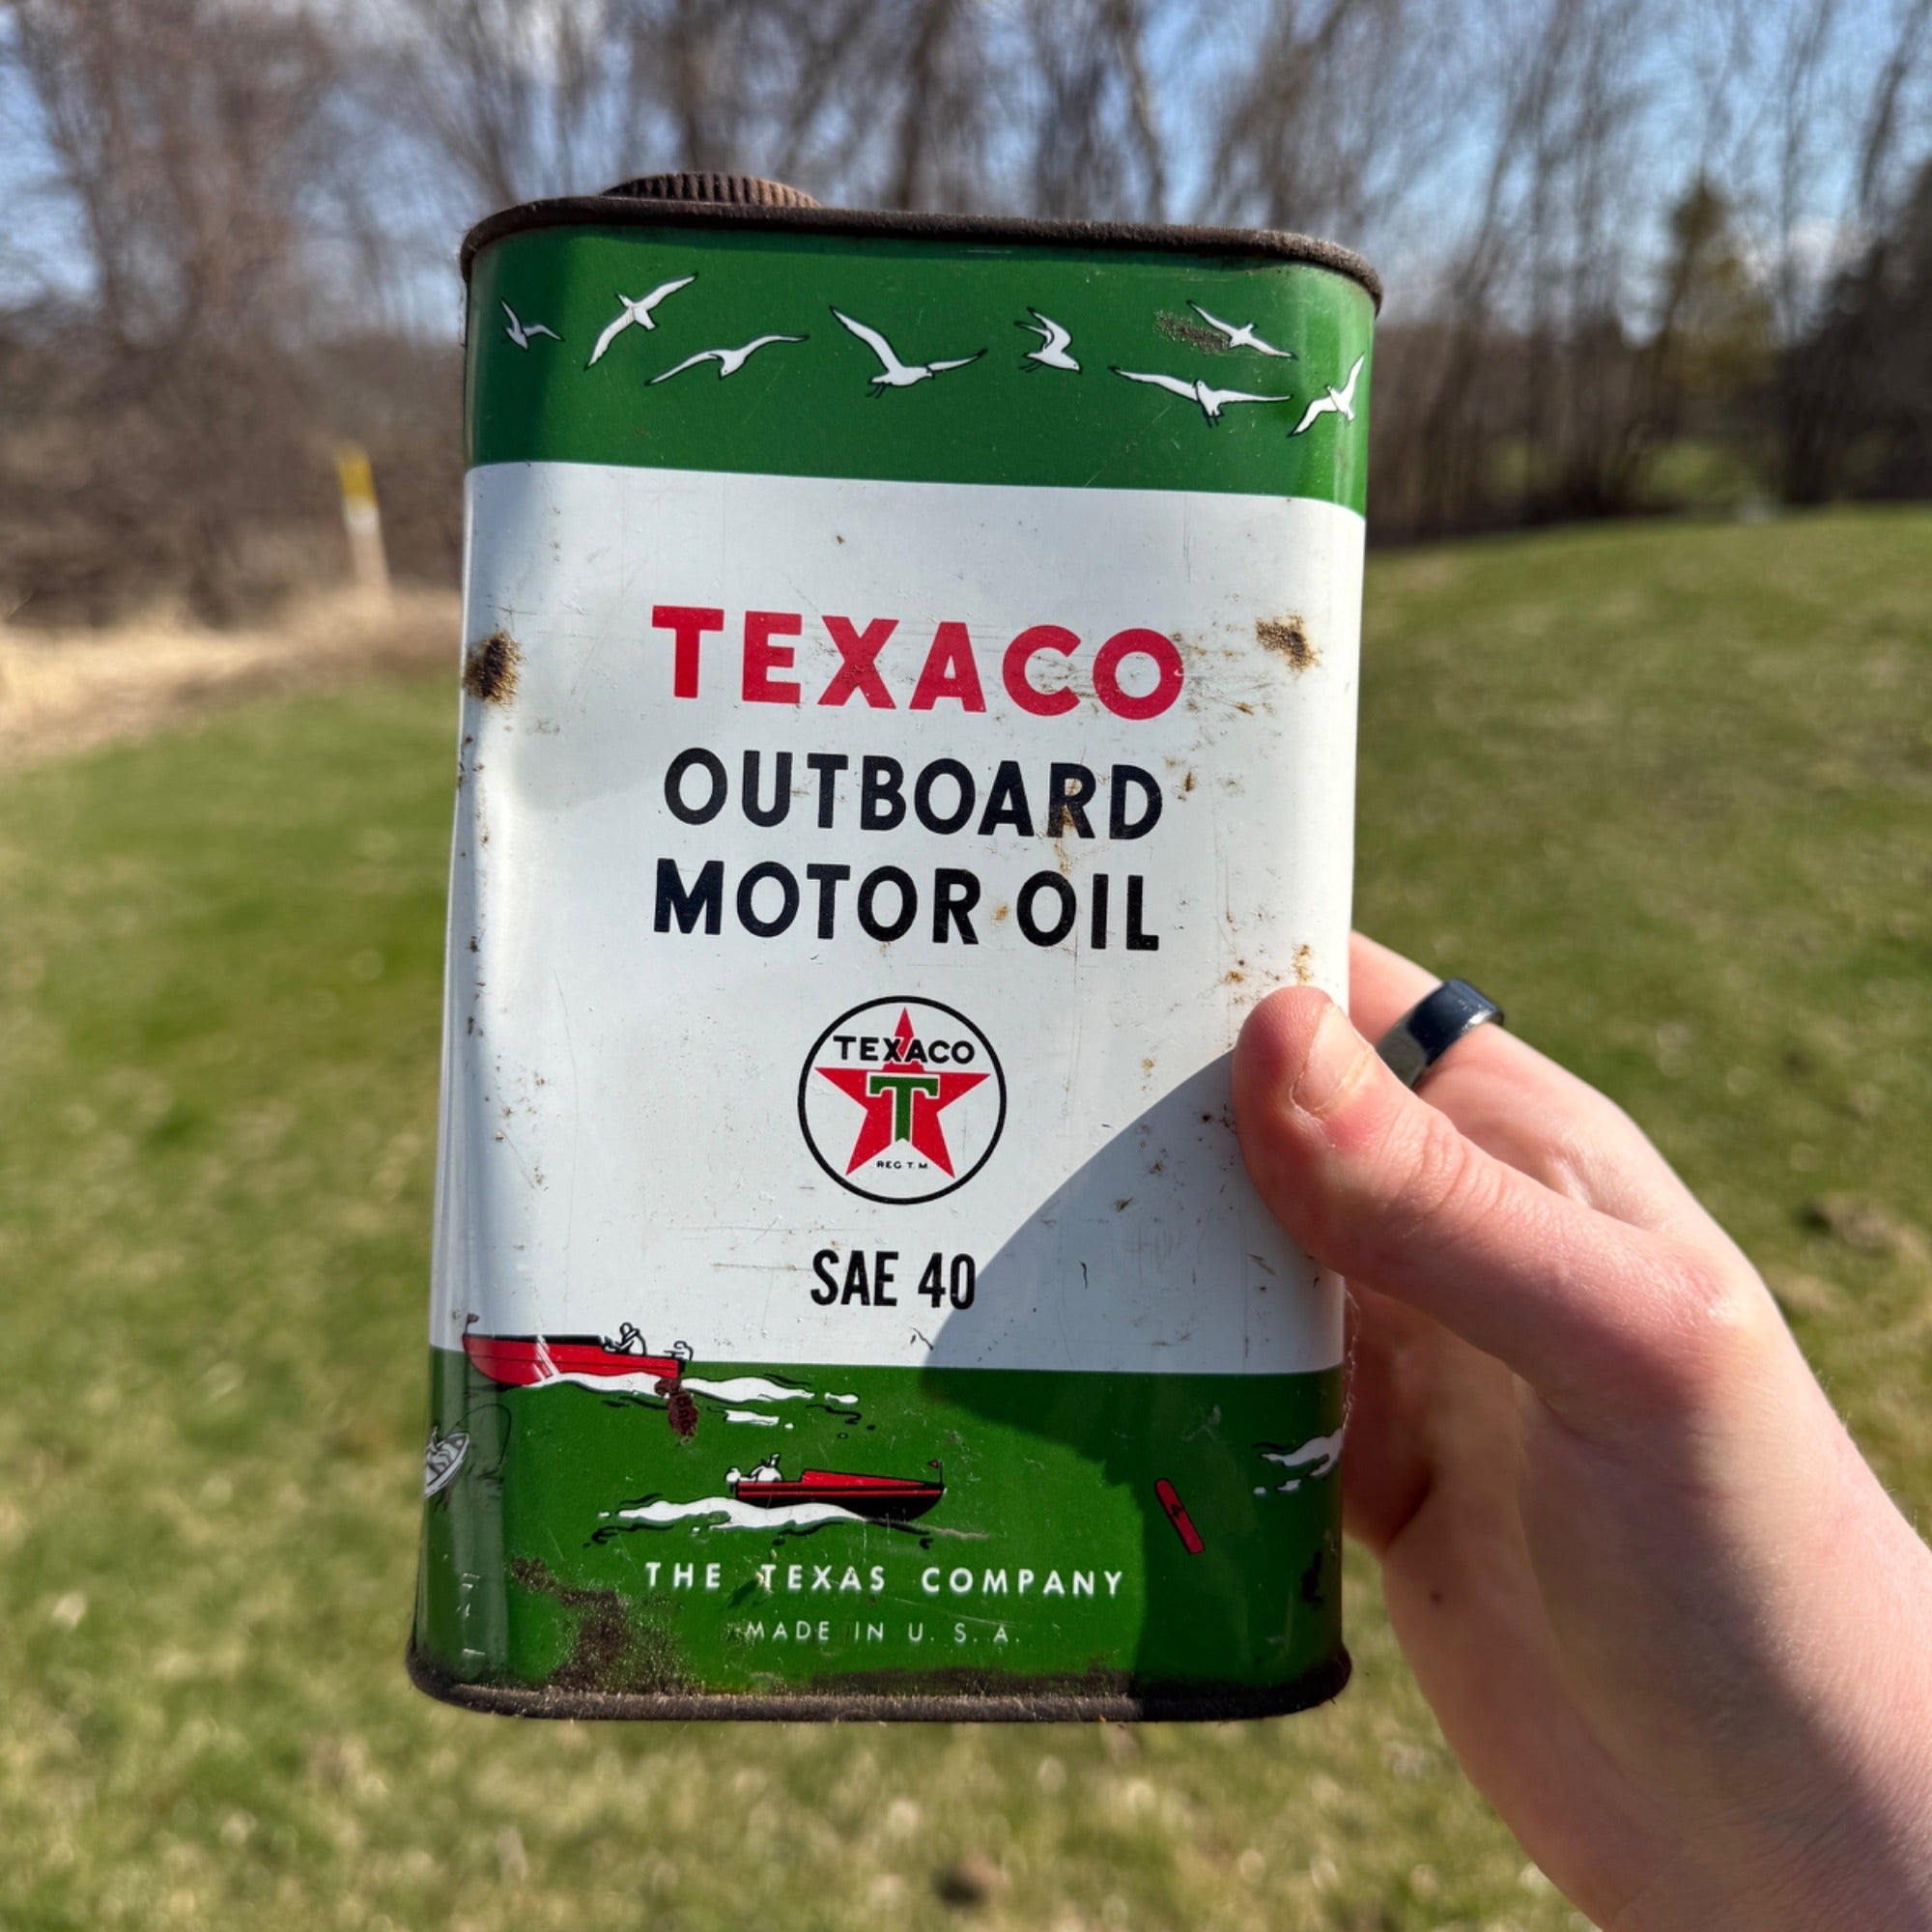 TEXACO
OUTBOARD
MOTOR OIL
TEXACO
T
REG. T. M
SAE 40
THE TEXAS COMPANY
MADE IN U. S. A.